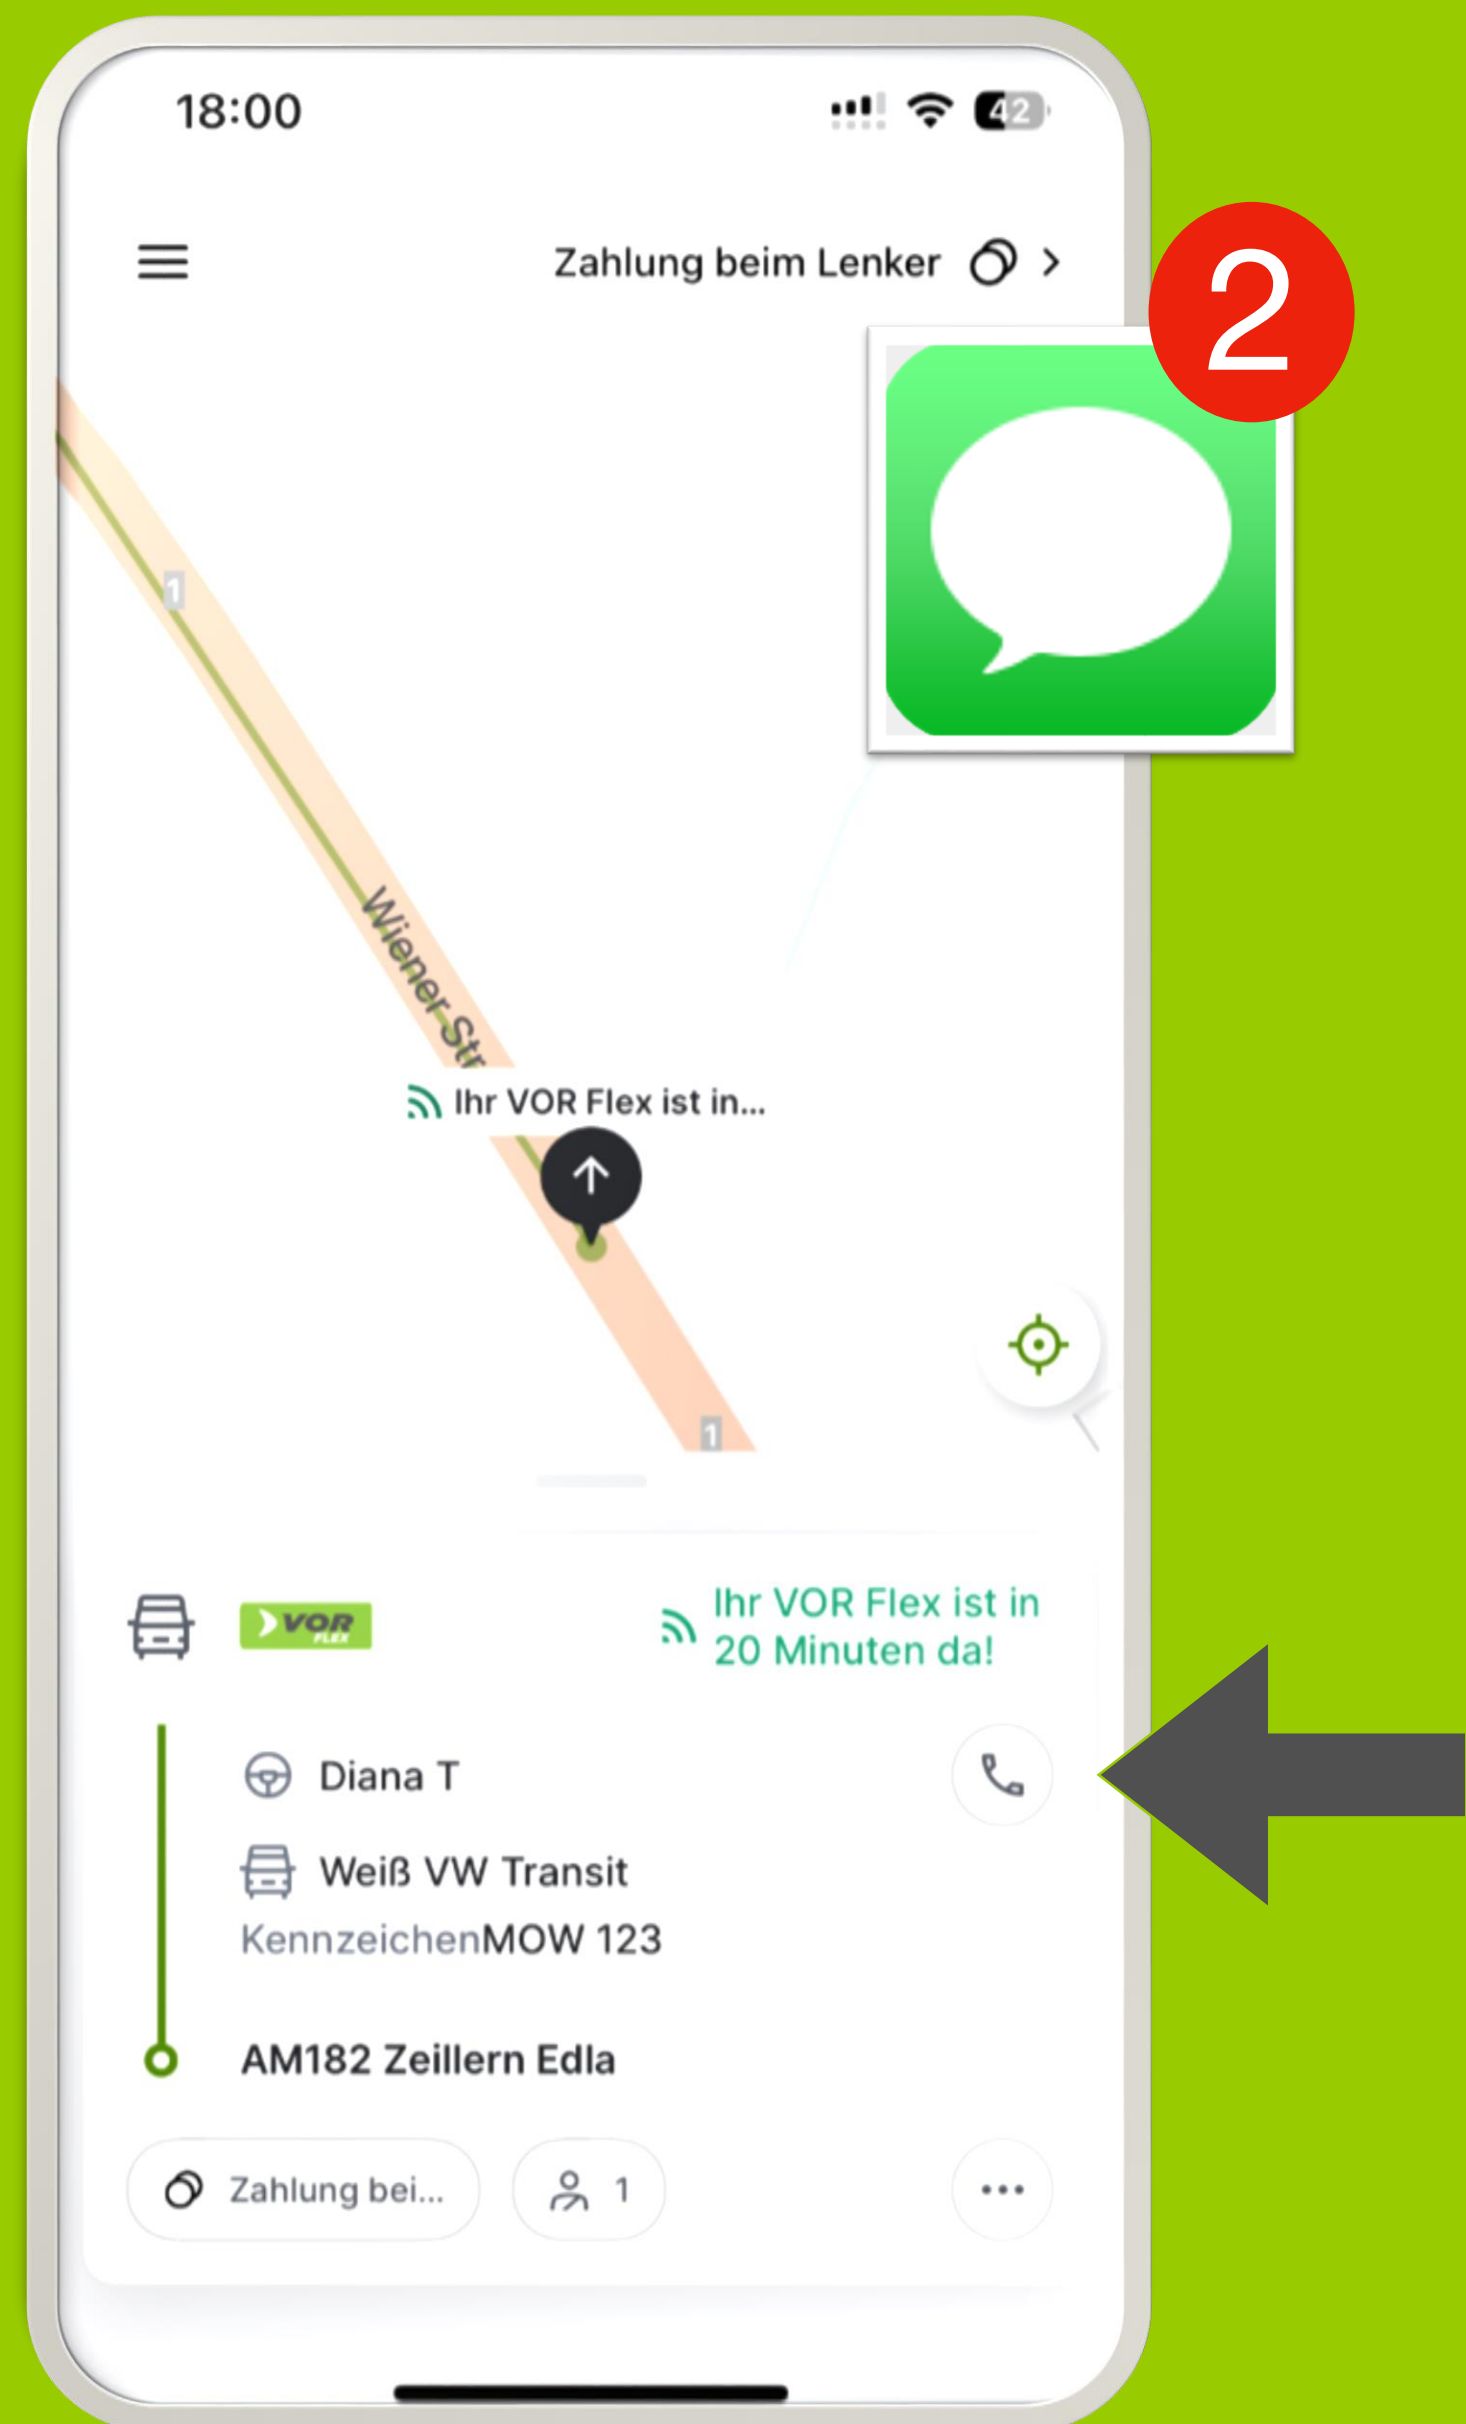 18:00
42
Zahlung beim Lenker
2
1
Wiener Str
Ihr VOR Flex ist in...
1
VOR
FLEX
Ihr VOR Flex ist in
20 Minuten da!
Diana T
Weiß VW Transit
KennzeichenMOW 123
AM182 Zeillern Edla
Zahlung bei...
1